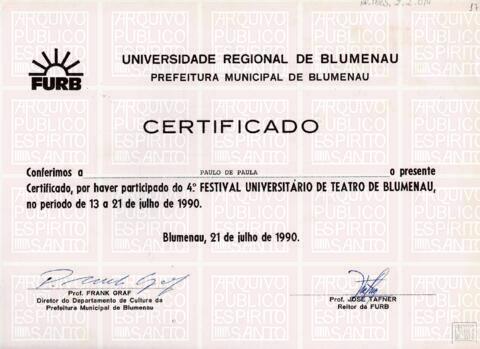 17
FURB
UNIVERSIDADE REGIONAL DE BLUMENAU
PREFEITURA MUNICIPAL DE BLUMENAU
CERTIFICADO
Conferimos a PAULO DE PAULA o presente
Certificado, por haver participado do 4.º FESTIVAL UNIVERSITÁRIO DE TEATRO DE BLUMENAU,
no período de 13 a 21 de julho de 1990.
Blumenau, 21 de julho de 1990.
Prof. FRANK GRAF
Diretor do Departamento de Cultura da
Prefeitura Municipal de Blumenau
Prof. JOSÉ TAFNER
Reitor da FURB
ARQUIVO PÚBLICO ESPÍRITO SANTO